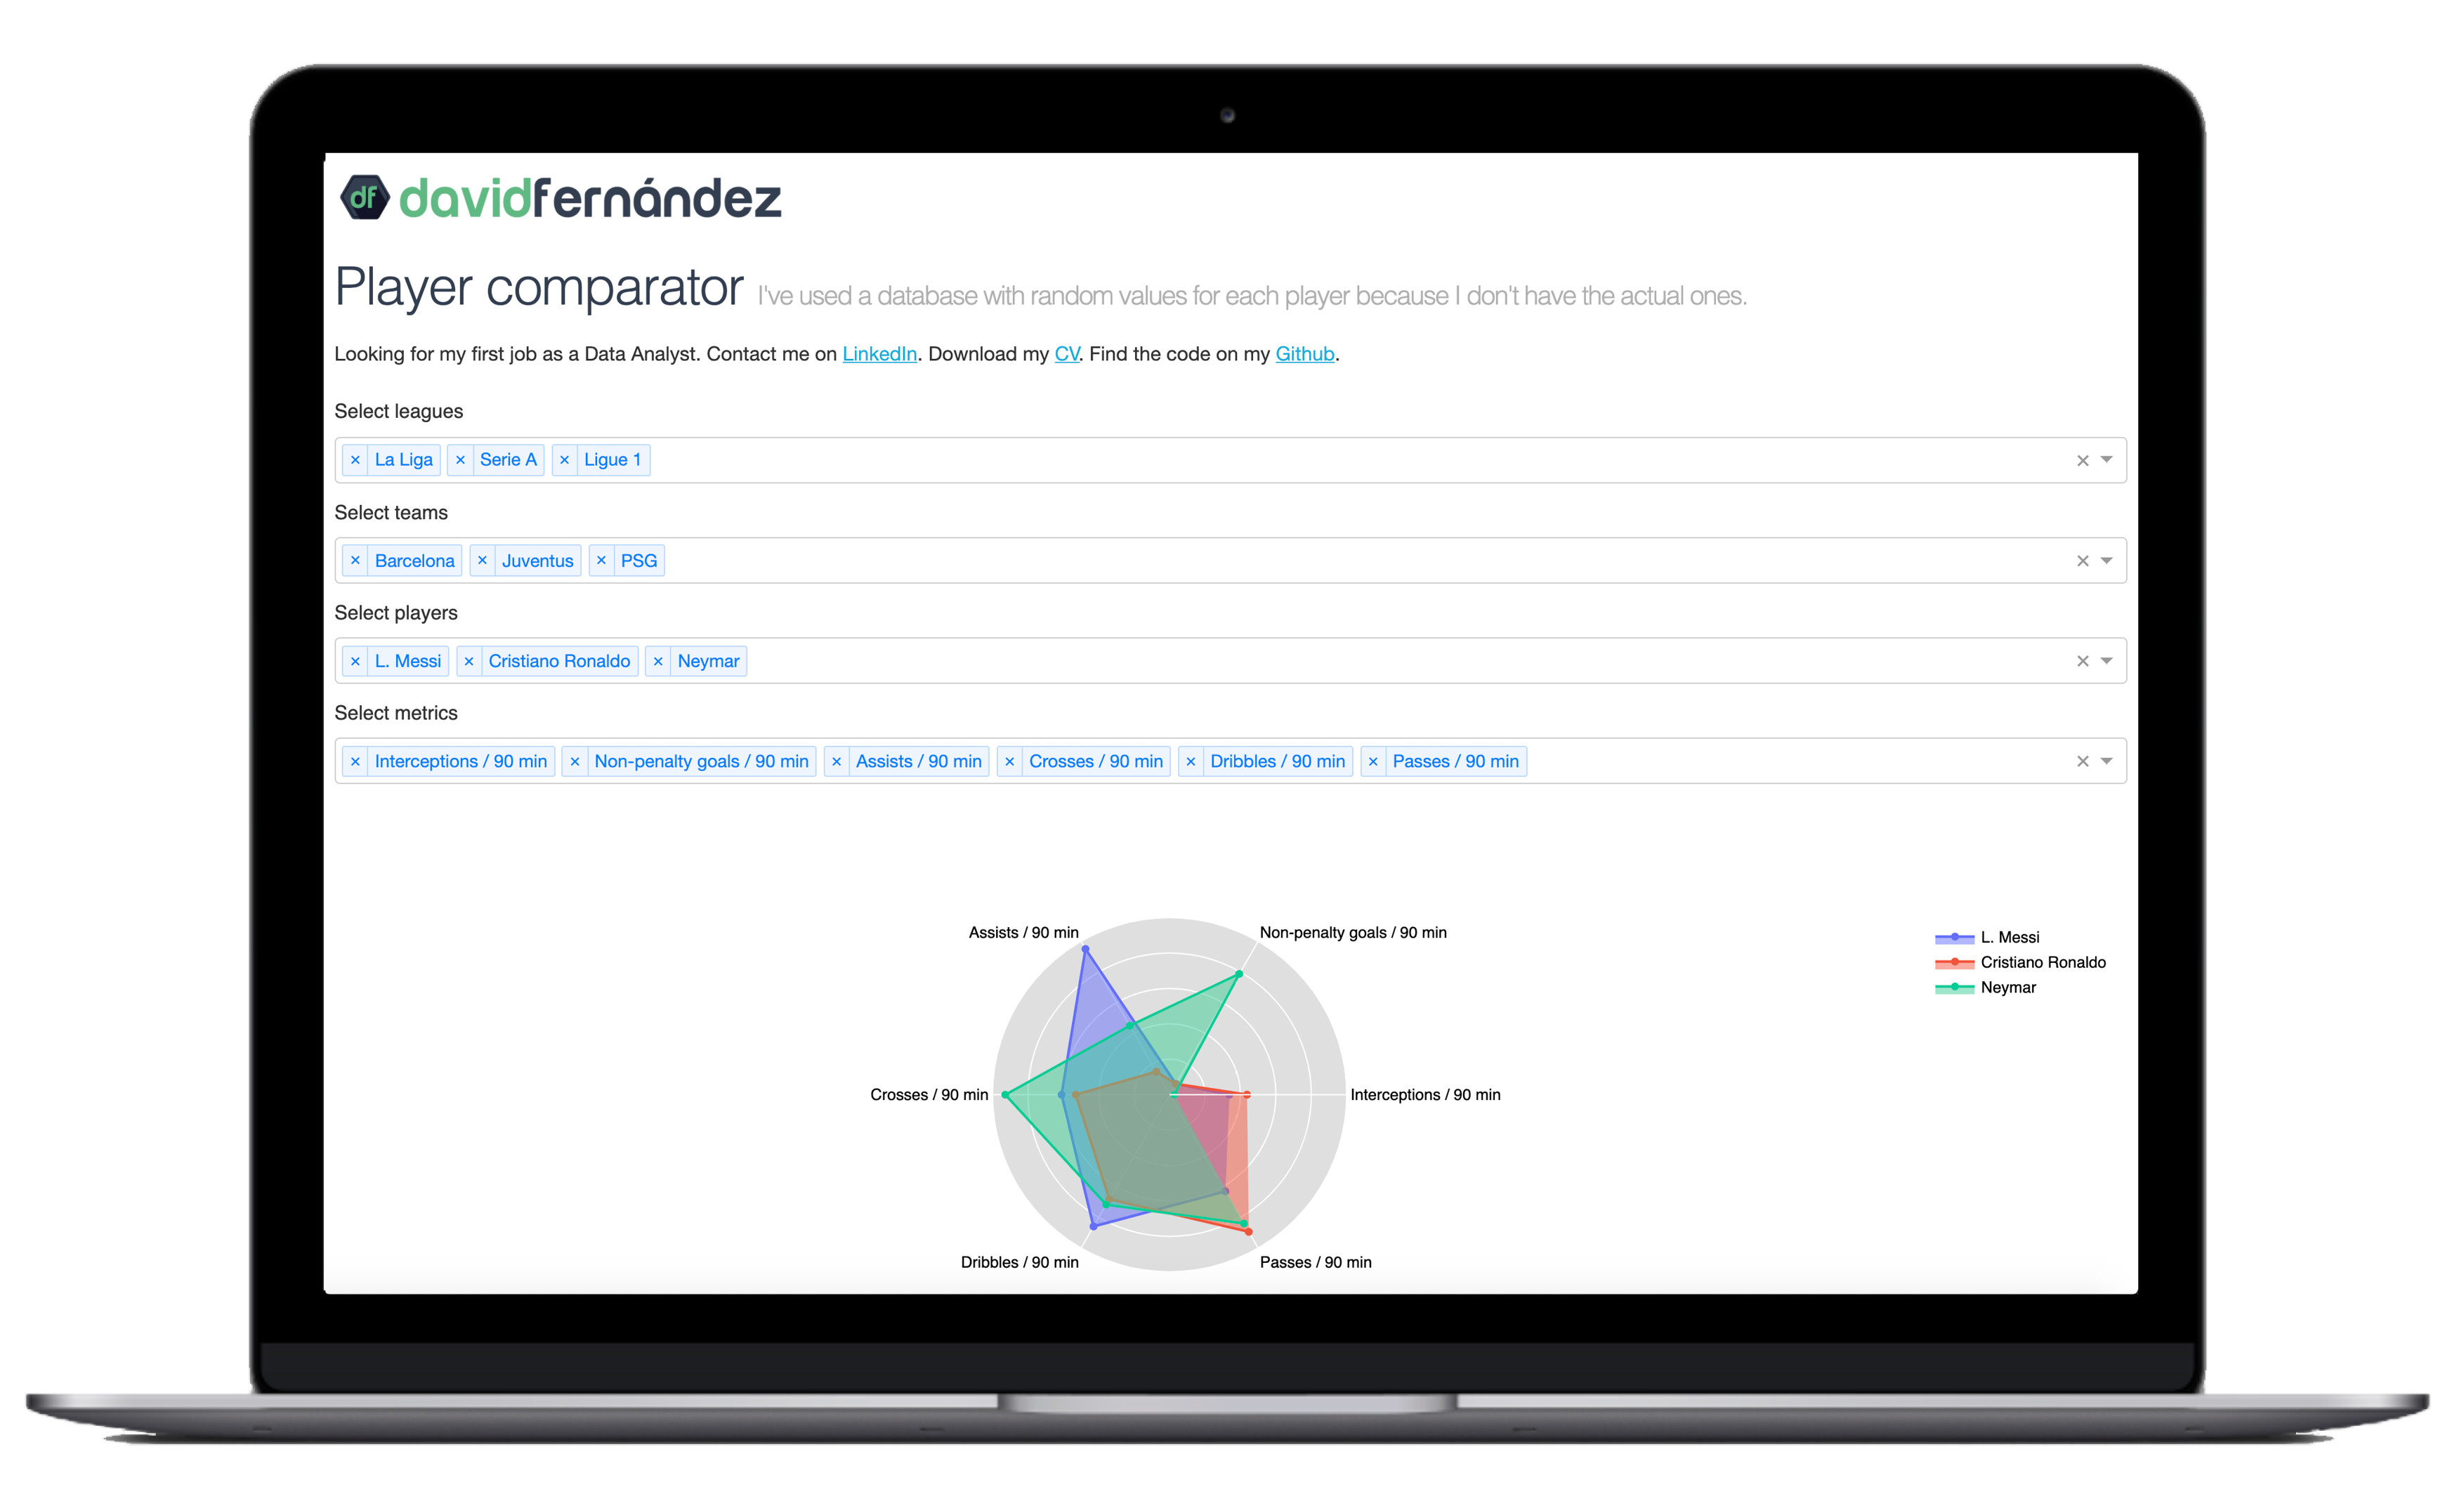 df davidfernández
Player comparator I've used a database with random values for each player because I don't have the actual ones.
Looking for my first job as a Data Analyst. Contact me on LinkedIn. Download my CV. Find the code on my Github.
Select leagues
× La Liga × Serie A × Ligue 1
Select teams
× Barcelona × Juventus × PSG
Select players
× L. Messi × Cristiano Ronaldo × Neymar
Select metrics
× Interceptions / 90 min × Non-penalty goals / 90 min × Assists / 90 min × Crosses / 90 min × Dribbles / 90 min × Passes / 90 min
Assists / 90 min
Non-penalty goals / 90 min
Crosses / 90 min
Interceptions / 90 min
Dribbles / 90 min
Passes / 90 min
L. Messi
Cristiano Ronaldo
Neymar